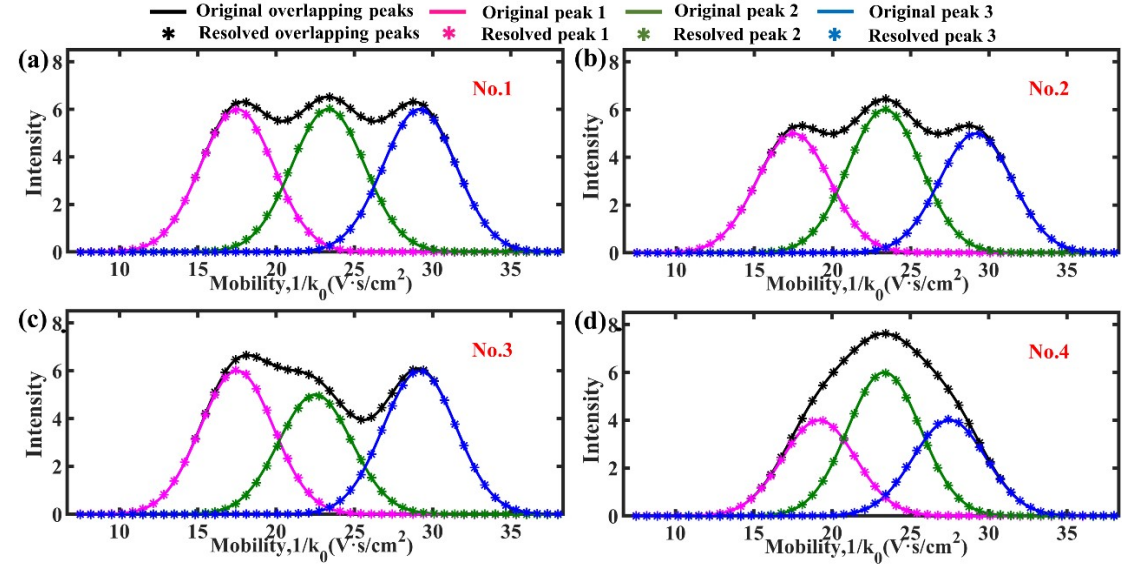 Original overlapping peaks Original peak 1 Original peak 2 Original peak 3
Resolved overlapping peaks Resolved peak 1 Resolved peak 2 Resolved peak 3
(a) 8 6 4 2 0
Intensity
No.1
10 15 20 25 30 35
Mobility,1/k0(V·s/cm²)
(b) 8 6 4 2 0
Intensity
No.2
10 15 20 25 30 35
Mobility,1/k0(V·s/cm²)
(c) 8 6 4 2 0
Intensity
No.3
10 15 20 25 30 35
Mobility,1/k0(V·s/cm²)
(d) 8 6 4 2 0
Intensity
No.4
10 15 20 25 30 35
Mobility,1/k0(V·s/cm²)